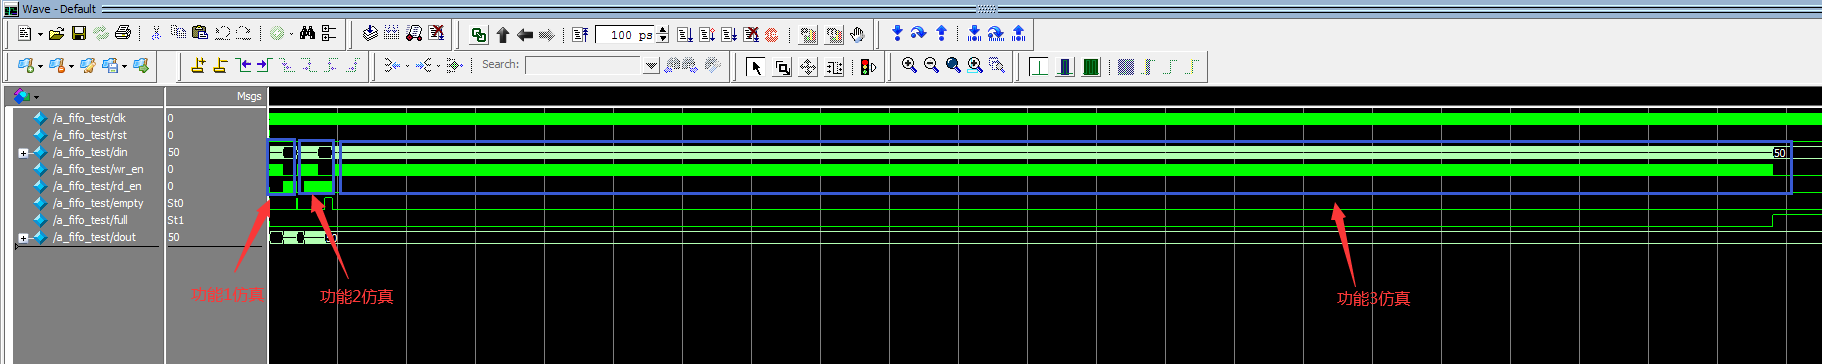 Wave - Default
100 ps
Search:
Msgs
/a_fifo_test/clk 0
/a_fifo_test/rst 0
/a_fifo_test/din 50 50
/a_fifo_test/wr_en 0
/a_fifo_test/rd_en 0
/a_fifo_test/empty St0
/a_fifo_test/full St1
/a_fifo_test/dout 50
功能1仿真
功能2仿真
功能3仿真